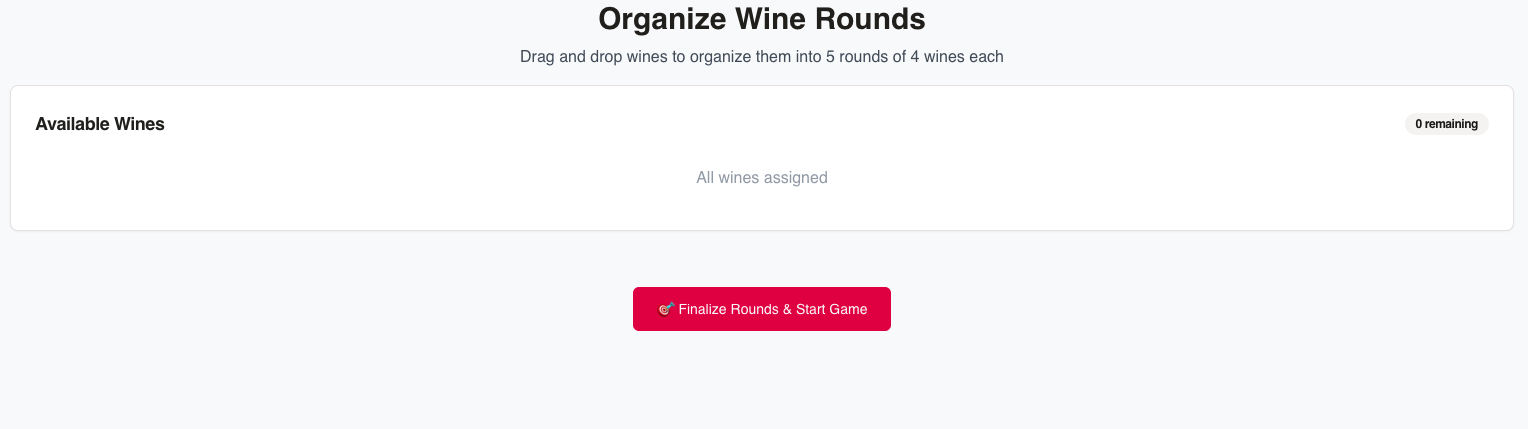 Organize Wine Rounds
Drag and drop wines to organize them into 5 rounds of 4 wines each
Available Wines
0 remaining
All wines assigned
🎯 Finalize Rounds & Start Game